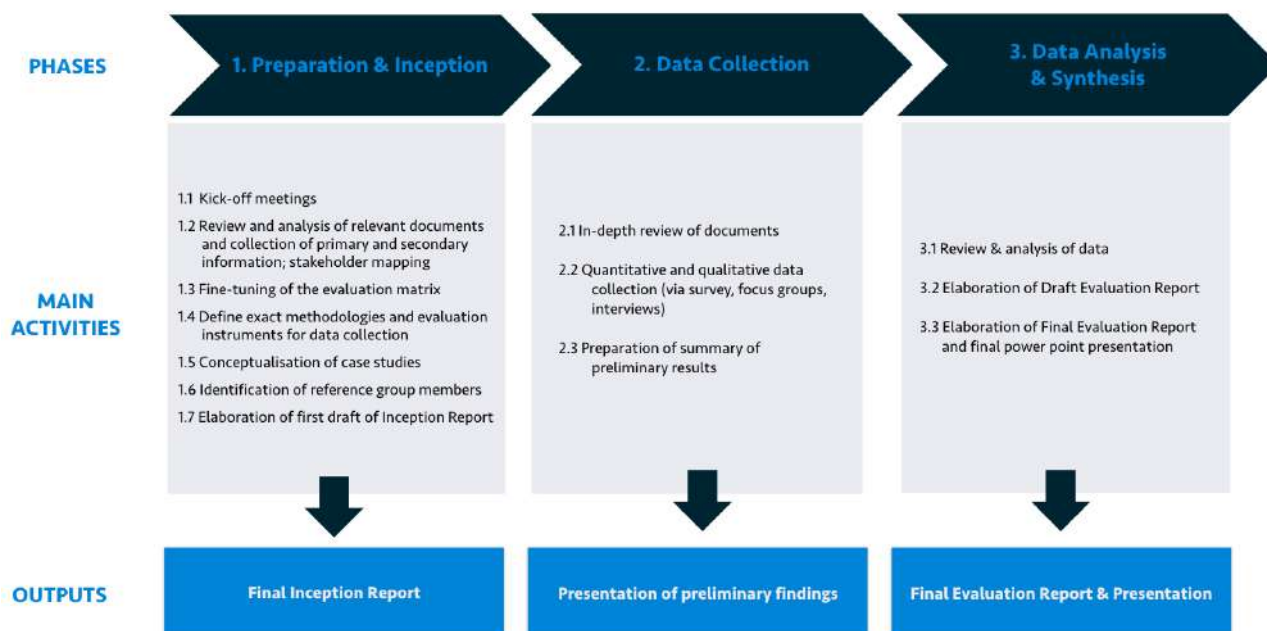 PHASES
1. Preparation & Inception
2. Data Collection
3. Data Analysis
& Synthesis
MAIN
ACTIVITIES
1.1 Kick-off meetings
1.2 Review and analysis of relevant documents
and collection of primary and secondary
information; stakeholder mapping
1.3 Fine-tuning of the evaluation matrix
1.4 Define exact methodologies and evaluation
instruments for data collection
1.5 Conceptualisation of case studies
1.6 Identification of reference group members
1.7 Elaboration of first draft of Inception Report
2.1 In-depth review of documents
2.2 Quantitative and qualitative data
collection (via survey, focus groups,
interviews)
2.3 Preparation of summary of
preliminary results
3.1 Review & analysis of data
3.2 Elaboration of Draft Evaluation Report
3.3 Elaboration of Final Evaluation Report
and final power point presentation
OUTPUTS
Final Inception Report
Presentation of preliminary findings
Final Evaluation Report & Presentation